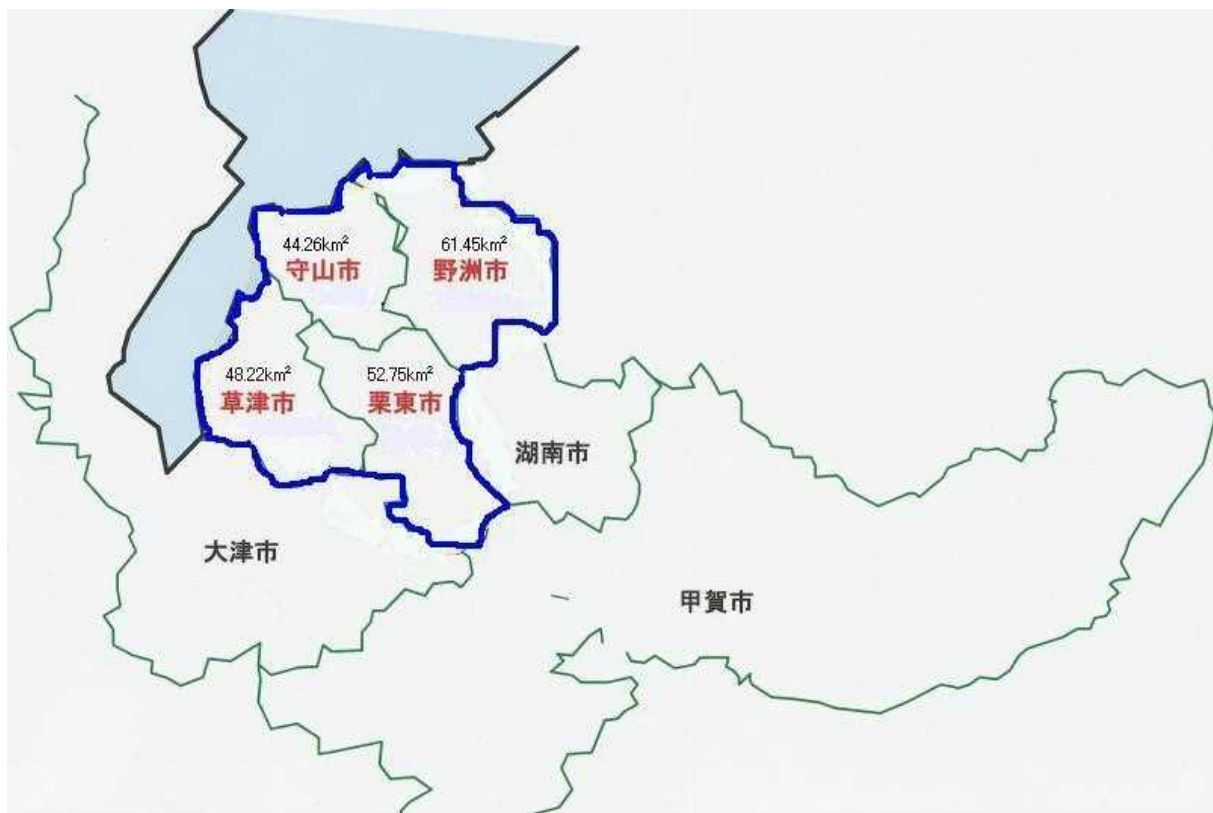 44.26km²
守山市
61.45km²
野洲市
48.22km²
草津市
52.75km²
栗東市
湖南市
大津市
甲賀市